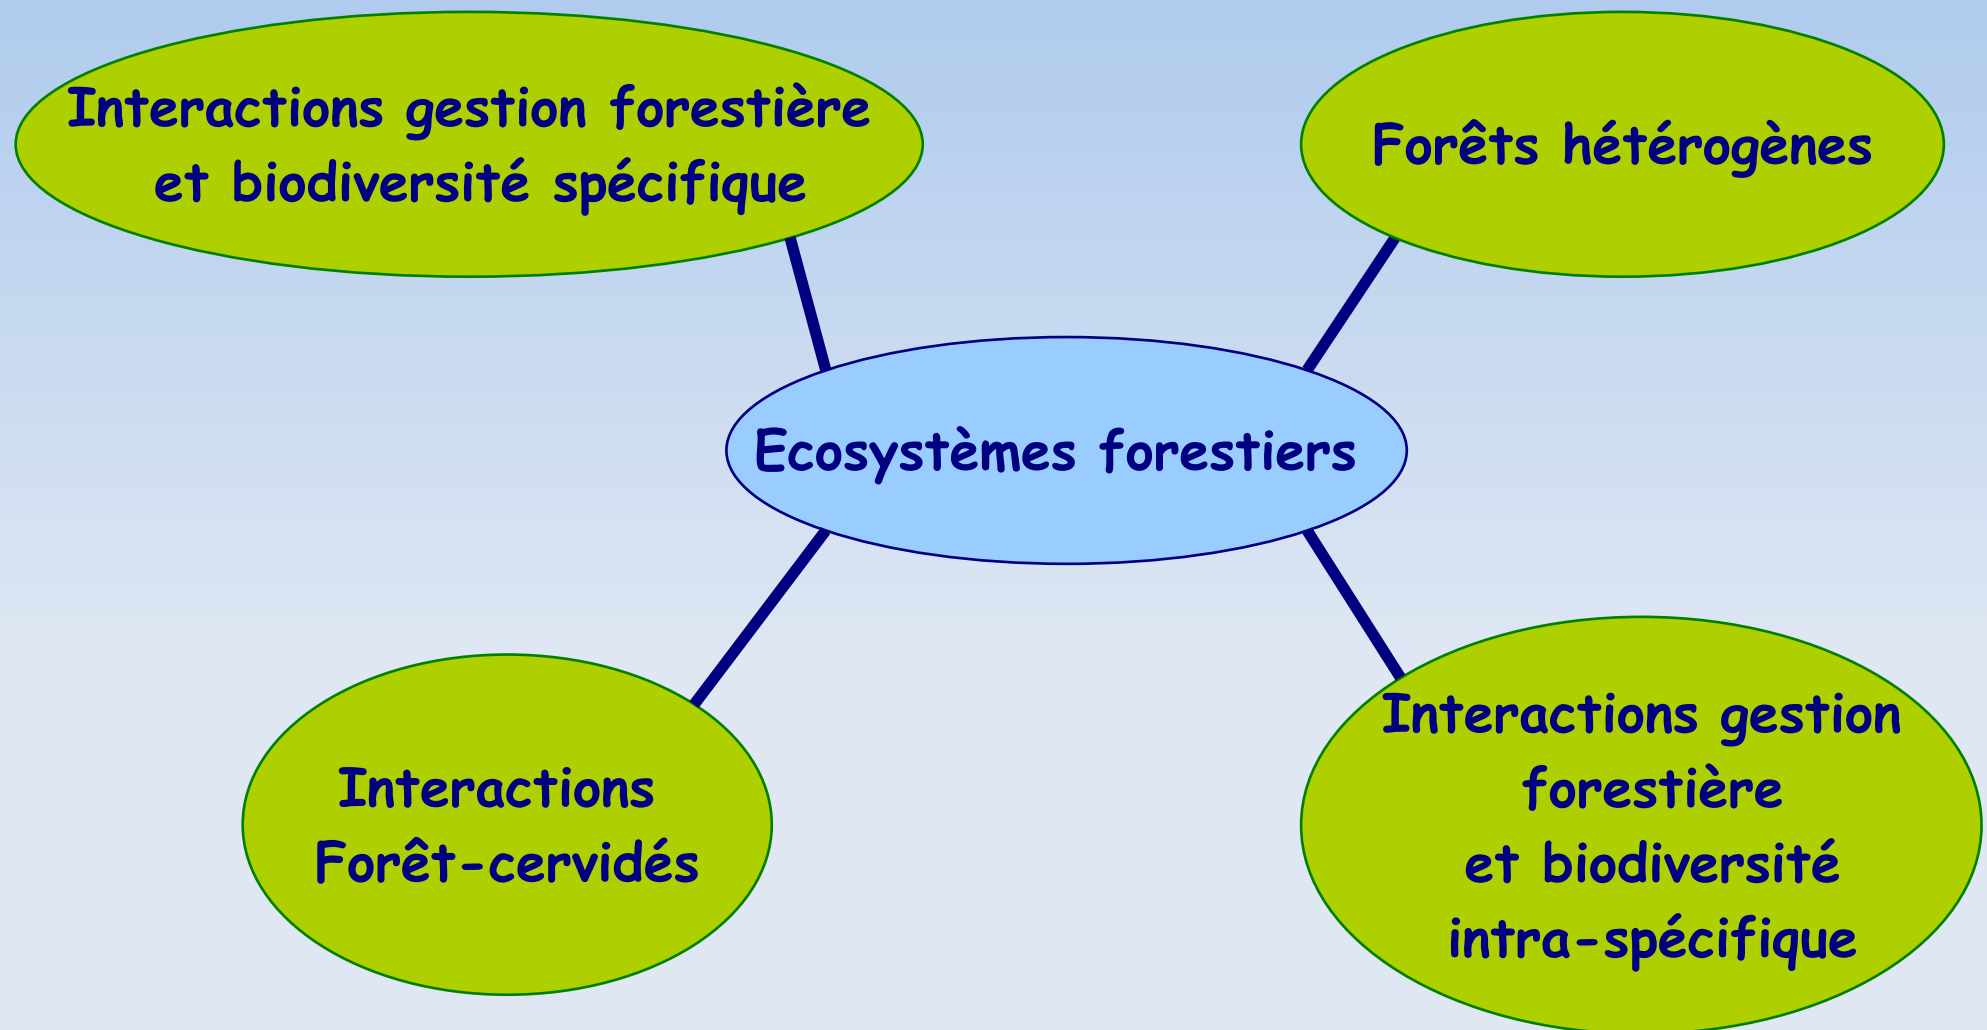 Interactions gestion forestière
et biodiversité spécifique
Forêts hétérogènes
Ecosystèmes forestiers
Interactions
Forêt-cervidés
Interactions gestion
forestière
et biodiversité
intra-spécifique